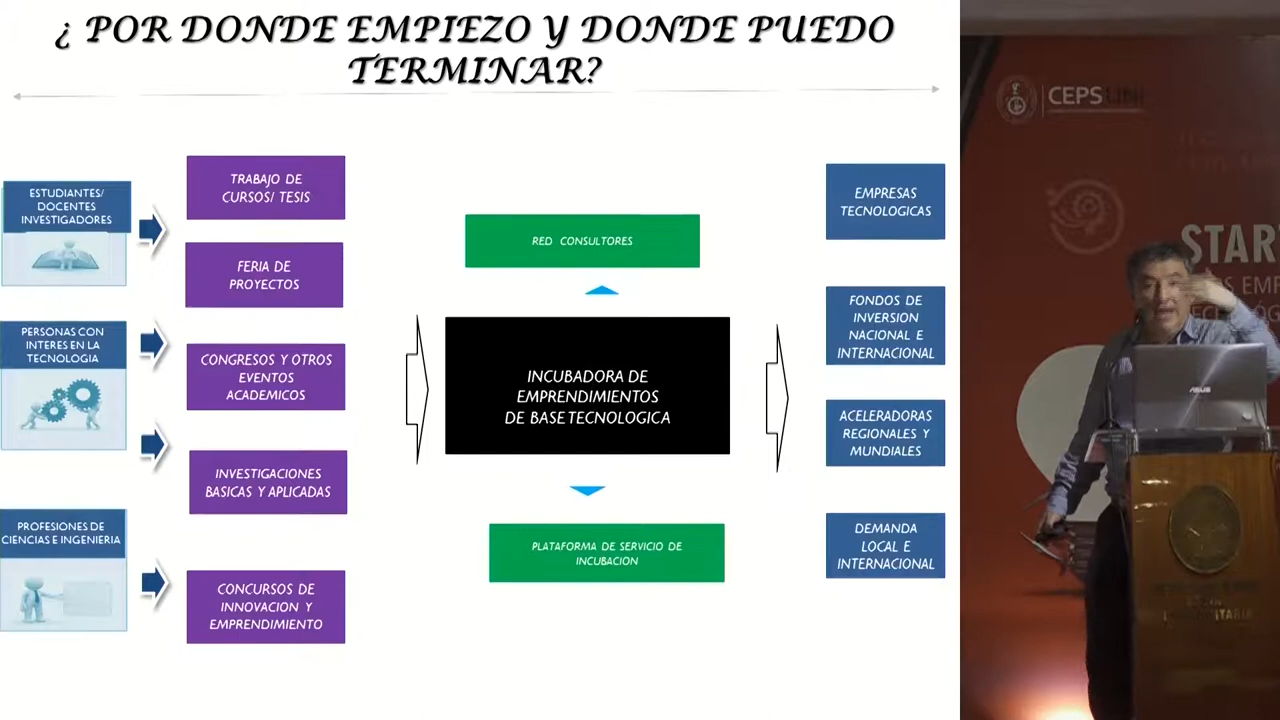 ¿ POR DONDE EMPIEZO Y DONDE PUEDO
TERMINAR?
ESTUDIANTES/
DOCENTES
INVESTIGADORES
PERSONAS CON
INTERES EN LA
TECNOLOGIA
PROFESIONES DE
CIENCIAS E INGENIERIA
TRABAJO DE
CURSOS/ TESIS
FERIA DE
PROYECTOS
CONGRESOS Y OTROS
EVENTOS
ACADEMICOS
INVESTIGACIONES
BASICAS Y APLICADAS
CONCURSOS DE
INNOVACION Y
EMPRENDIMIENTO
RED CONSULTORES
INCUBADORA DE
EMPRENDIMIENTOS
DE BASE TECNOLOGICA
PLATAFORMA DE SERVICIO DE
INCUBACION
EMPRESAS
TECNOLOGICAS
FONDOS DE
INVERSION
NACIONAL E
INTERNACIONAL
ACELERADORAS
REGIONALES Y
MUNDIALES
DEMANDA
LOCAL E
INTERNACIONAL
CEPS UNI
STAR
EMP
ASUS